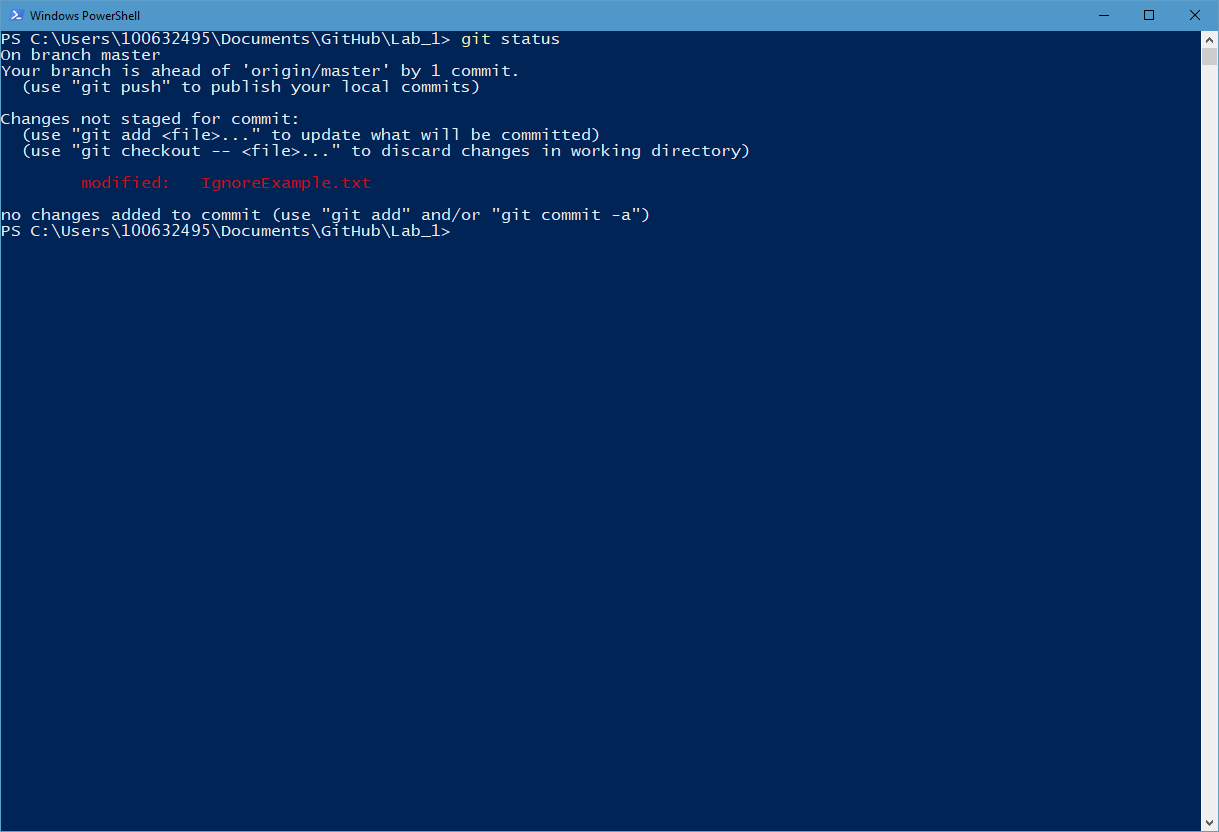 Windows PowerShell
PS C:\Users\100632495\Documents\GitHub\Lab_1> git status
On branch master
Your branch is ahead of 'origin/master' by 1 commit.
  (use "git push" to publish your local commits)

Changes not staged for commit:
  (use "git add <file>..." to update what will be committed)
  (use "git checkout -- <file>..." to discard changes in working directory)

        modified:   IgnoreExample.txt

no changes added to commit (use "git add" and/or "git commit -a")
PS C:\Users\100632495\Documents\GitHub\Lab_1>